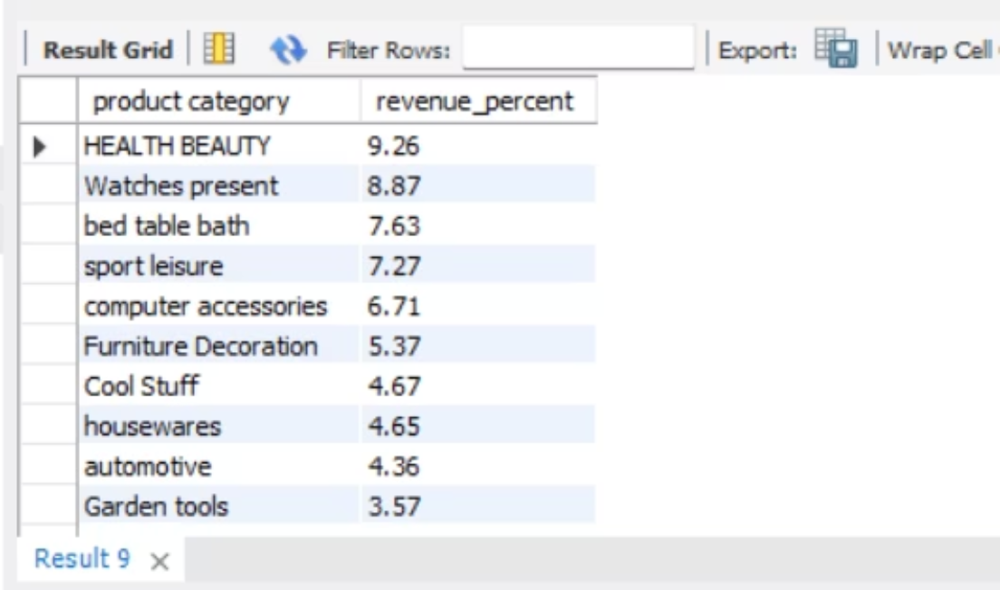 Result Grid Filter Rows: Export: Wrap Cell
product category revenue_percent
HEALTH BEAUTY 9.26
Watches present 8.87
bed table bath 7.63
sport leisure 7.27
computer accessories 6.71
Furniture Decoration 5.37
Cool Stuff 4.67
housewares 4.65
automotive 4.36
Garden tools 3.57
Result 9